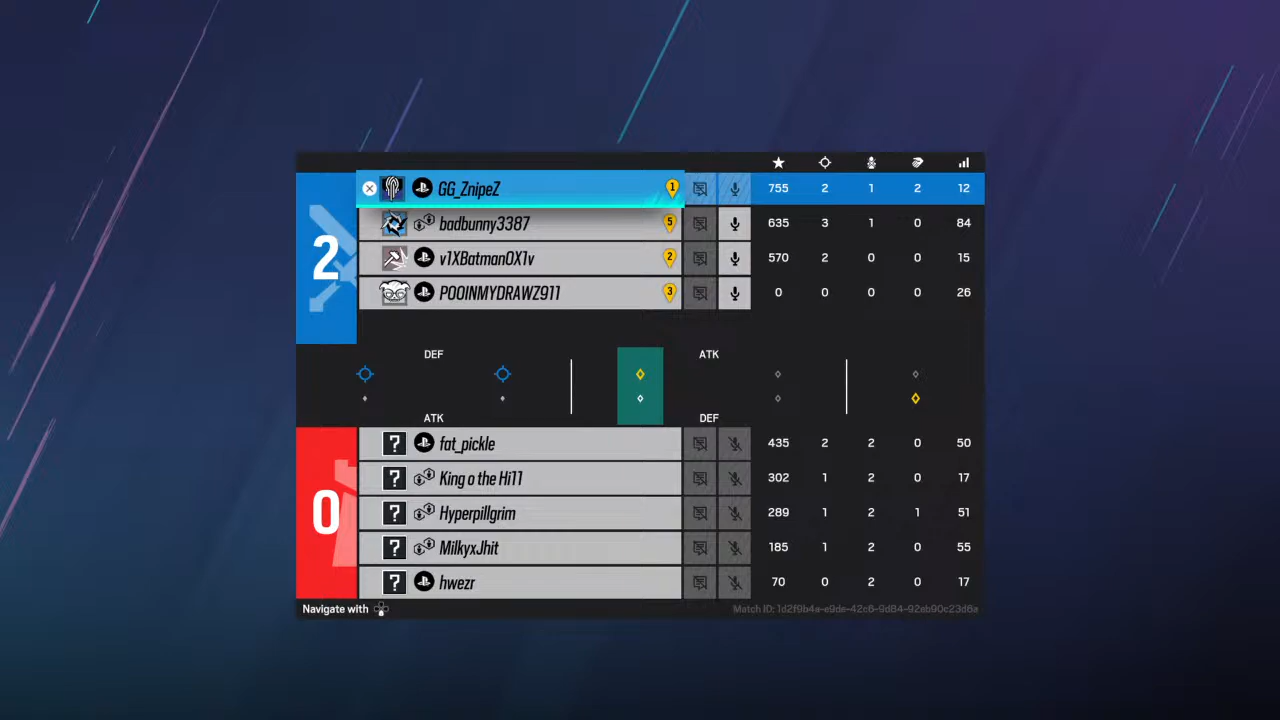 GG_ZnipeZ 1 755 2 1 2 12
2
badbunny3387 5 635 3 1 0 84
v1XBatman0X1v 2 570 2 0 0 15
POOINMYDRAWZ911 3 0 0 0 0 26
DEF ATK
ATK DEF
0
? fat_pickle 435 2 2 0 50
? King o the Hi11 302 1 2 0 17
? Hyperpillgrim 289 1 2 1 51
? MilkyxJhit 185 1 2 0 55
? hwezr 70 0 2 0 17
Navigate with
Match ID: 1d2f9b4a-e9de-42c6-9d84-92eb90c23d6a